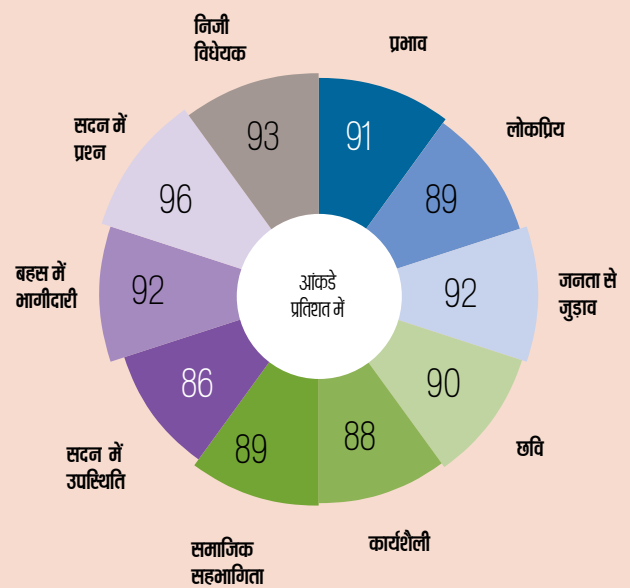 निजी
विधेयक
प्रभाव
लोकप्रिय
जनता से
जुड़ाव
छवि
कार्यशैली
समाजिक
सहभागिता
सदन में
उपस्थिति
बहस में
भागीदारी
सदन में
प्रश्न
93
91
89
92
90
88
89
86
92
96
आंकडे
प्रतिशत में